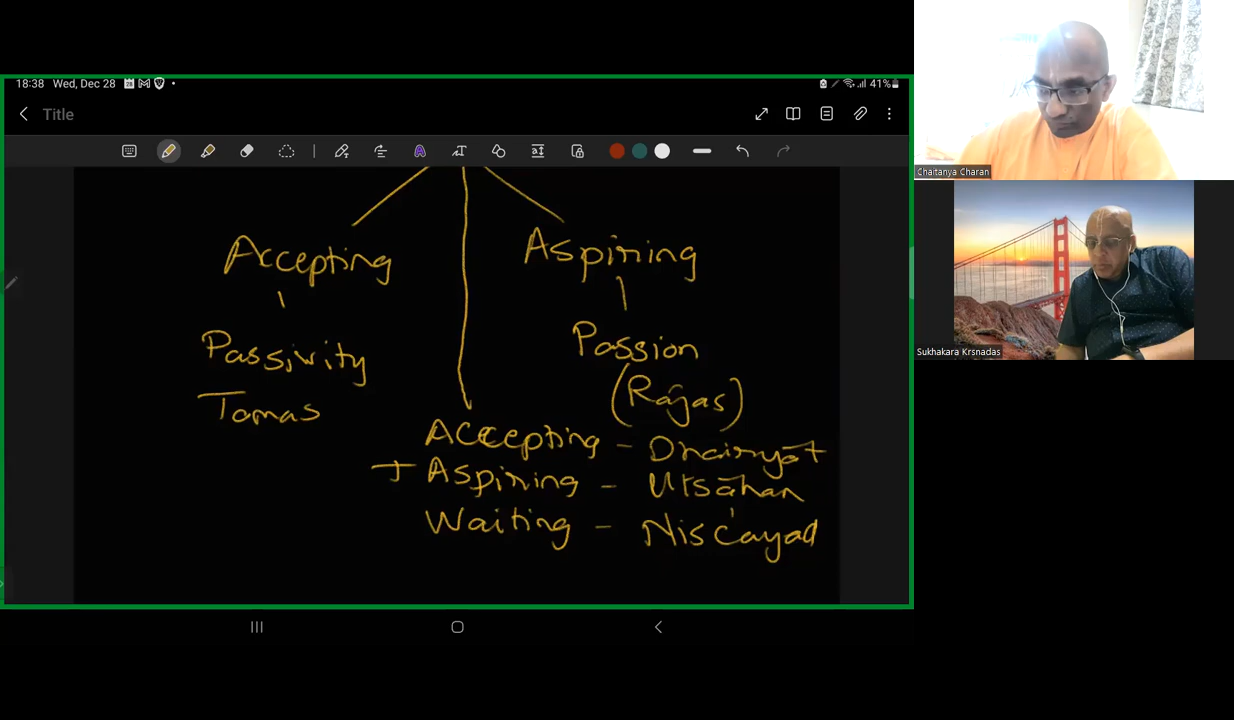 18:38 Wed, Dec 28 41%
Title
Accepting
Aspiring
Passivity
Passion
Tamas
(Rajas)
Accepting - Dhairyāt
+ Aspiring - Utsāhan
Waiting - Niścayad
Chaitanya Charan
Sukhakara Krsnadas